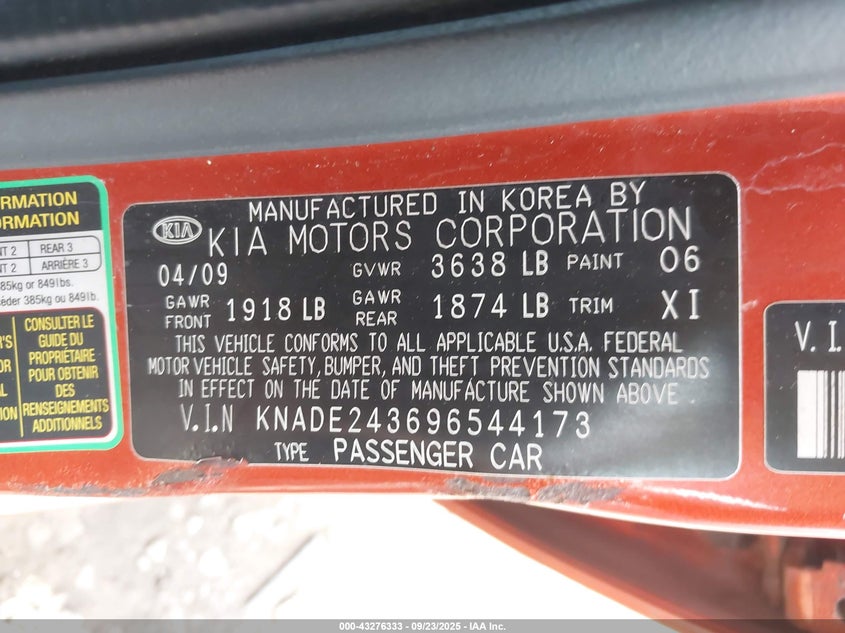 RMATION
FORMATION
NT 2 REAR 3
NT 2 ARRIÈRE 3
85kg or 849lbs.
céder 385kg ou 849lb.
CONSULTER LE
GUIDE DU
PROPRIÉTAIRE
POUR OBTENIR
DES
RENSEIGNEMENTS
ADDITIONNELS
MANUFACTURED IN KOREA BY
KIA KIA MOTORS CORPORATION
04/09 GVWR 3638 LB PAINT 06
GAWR FRONT 1918 LB GAWR REAR 1874 LB TRIM XI
THIS VEHICLE CONFORMS TO ALL APPLICABLE U.S.A. FEDERAL
MOTOR VEHICLE SAFETY, BUMPER, AND THEFT PREVENTION STANDARDS
IN EFFECT ON THE DATE OF MANUFACTURE SHOWN ABOVE.
V.I.N KNADE243696544173
TYPE PASSENGER CAR
V.I.
000-43276333 - 09/23/2025 - IAA Inc.